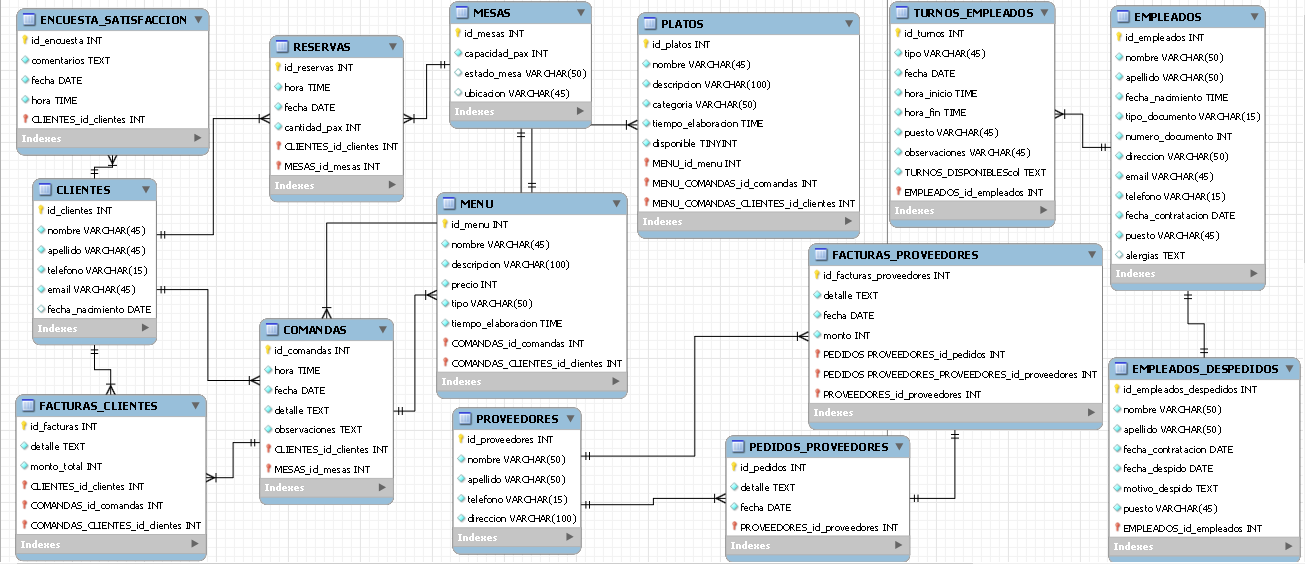 ENCUESTA_SATISFACCION
id_encuesta INT
comentarios TEXT
fecha DATE
hora TIME
CLIENTES_id_clientes INT
Indexes
RESERVAS
id_reservas INT
hora TIME
fecha DATE
cantidad_pax INT
CLIENTES_id_clientes INT
MESAS_id_mesas INT
Indexes
MESAS
id_mesas INT
capacidad_pax INT
estado_mesa VARCHAR(50)
ubicacion VARCHAR(45)
Indexes
PLATOS
id_platos INT
nombre VARCHAR(45)
descripcion VARCHAR(100)
categoria VARCHAR(50)
tiempo_elaboracion TIME
disponible TINYINT
MENU_id_menu INT
MENU_COMANDAS_id_comandas INT
MENU_COMANDAS_CLIENTES_id_clientes INT
Indexes
TURNOS_EMPLEADOS
id_turnos INT
tipo VARCHAR(45)
fecha DATE
hora_inicio TIME
hora_fin TIME
puesto VARCHAR(45)
observaciones VARCHAR(45)
TURNOS_DISPONIBLEScol TEXT
EMPLEADOS_id_empleados INT
Indexes
EMPLEADOS
id_empleados INT
nombre VARCHAR(50)
apellido VARCHAR(50)
fecha_nacimiento TIME
tipo_documento VARCHAR(15)
numero_documento INT
direccion VARCHAR(50)
email VARCHAR(45)
telefono VARCHAR(15)
fecha_contratacion DATE
puesto VARCHAR(45)
alergias TEXT
Indexes
CLIENTES
id_clientes INT
nombre VARCHAR(45)
apellido VARCHAR(45)
telefono VARCHAR(15)
email VARCHAR(45)
fecha_nacimiento DATE
Indexes
MENU
id_menu INT
nombre VARCHAR(45)
descripcion VARCHAR(100)
precio INT
tipo VARCHAR(50)
tiempo_elaboracion TIME
COMANDAS_id_comandas INT
COMANDAS_CLIENTES_id_clientes INT
Indexes
FACTURAS_PROVEEDORES
id_facturas_proveedores INT
detalle TEXT
fecha DATE
monto INT
PEDIDOS PROVEEDORES_id_pedidos INT
PEDIDOS PROVEEDORES_PROVEEDORES_id_proveedores INT
PROVEEDORES_id_proveedores INT
Indexes
COMANDAS
id_comandas INT
hora TIME
fecha DATE
detalle TEXT
observaciones TEXT
CLIENTES_id_clientes INT
MESAS_id_mesas INT
Indexes
FACTURAS_CLIENTES
id_facturas INT
detalle TEXT
monto_total INT
CLIENTES_id_clientes INT
COMANDAS_id_comandas INT
COMANDAS_CLIENTES_id_clientes INT
Indexes
PROVEEDORES
id_proveedores INT
nombre VARCHAR(50)
apellido VARCHAR(50)
telefono VARCHAR(15)
direccion VARCHAR(100)
Indexes
PEDIDOS_PROVEEDORES
id_pedidos INT
detalle TEXT
fecha DATE
PROVEEDORES_id_proveedores INT
Indexes
EMPLEADOS_DESPEDIDOS
id_empleados_despedidos INT
nombre VARCHAR(50)
apellido VARCHAR(50)
fecha_contratacion DATE
fecha_despido DATE
motivo_despido TEXT
puesto VARCHAR(45)
EMPLEADOS_id_empleados INT
Indexes